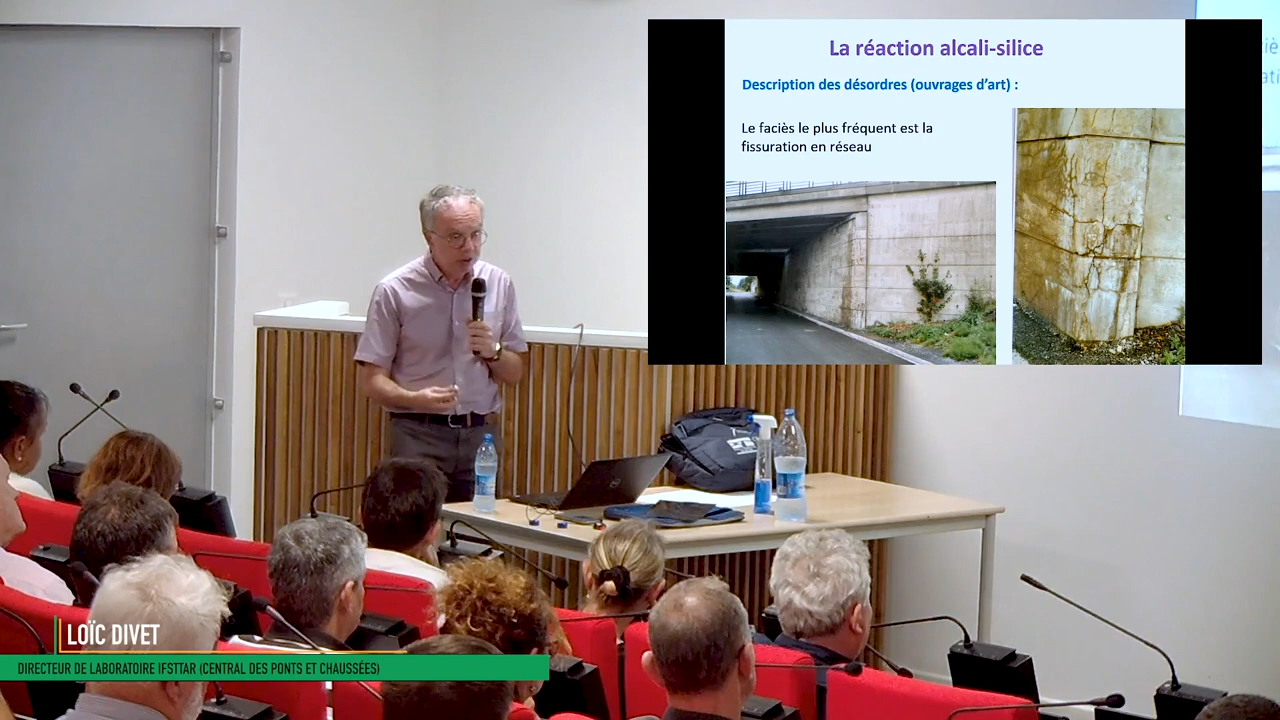 La réaction alcali-silice
Description des désordres (ouvrages d'art) :
Le faciès le plus fréquent est la
fissuration en réseau
LOÏC DIVET
DIRECTEUR DE LABORATOIRE IFSTTAR (CENTRAL DES PONTS ET CHAUSSÉES)